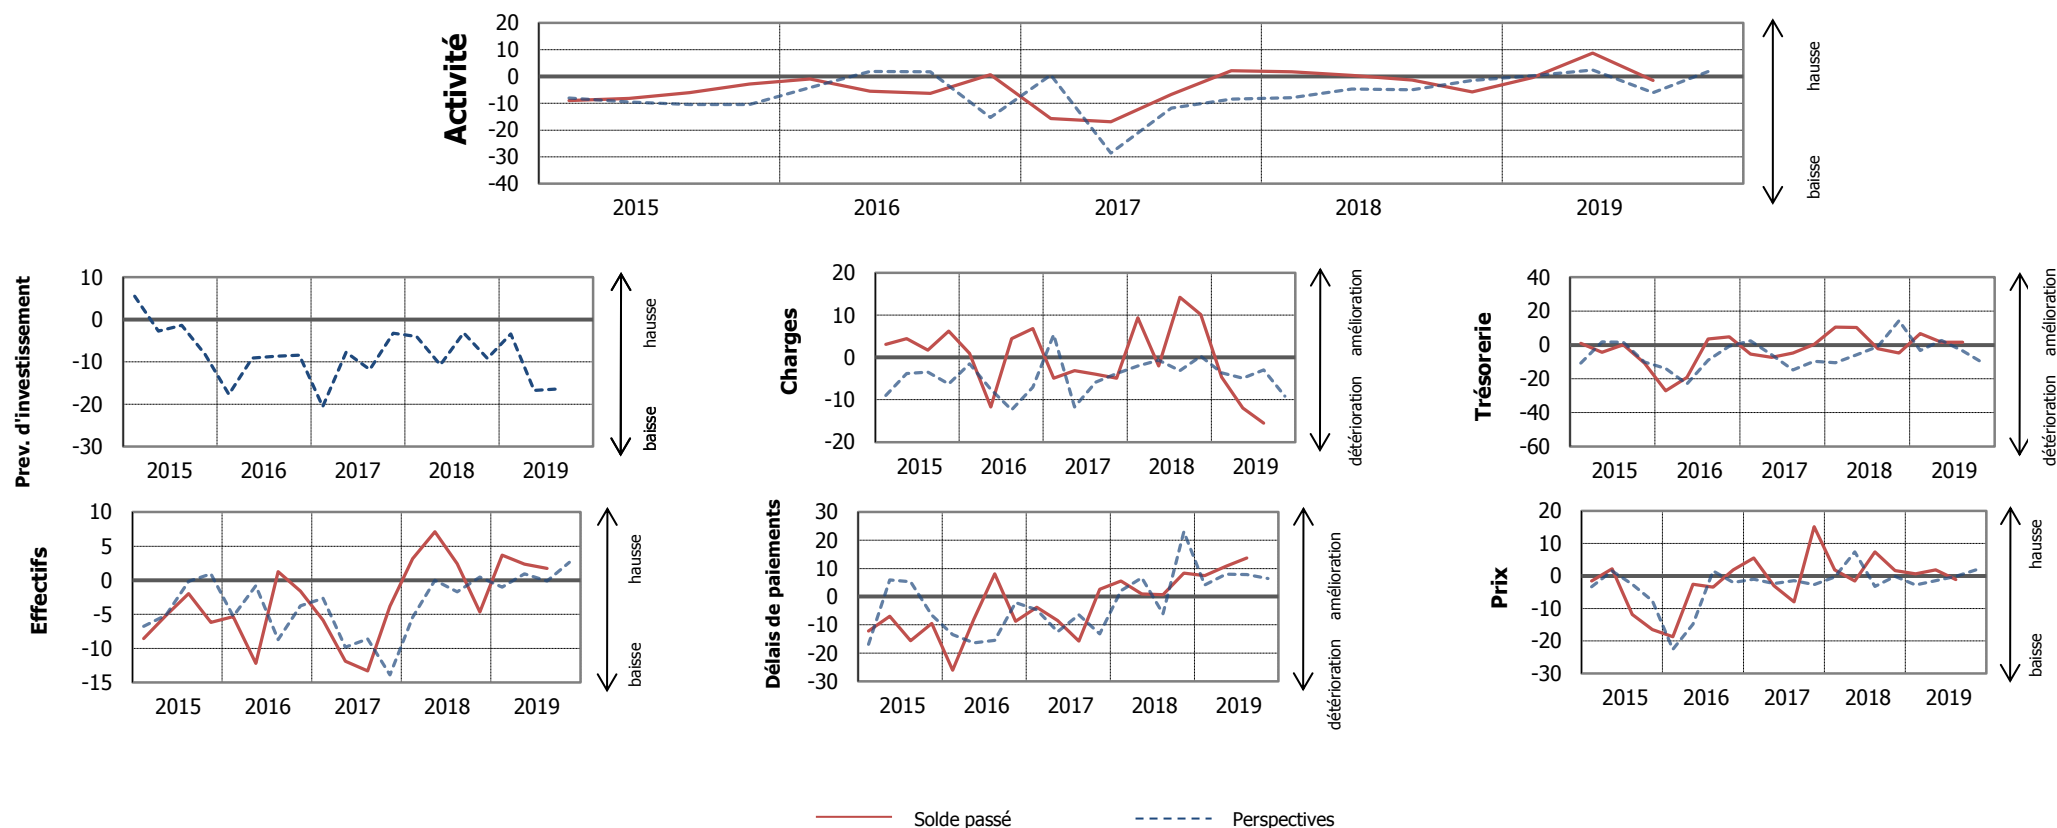 Activité
20
10
0
-10
-20
-30
-40
2015 2016 2017 2018 2019
hausse
baisse
Prev. d'investissement
10
0
-10
-20
-30
2015 2016 2017 2018 2019
hausse
baisse
Charges
20
10
0
-10
-20
2015 2016 2017 2018 2019
amélioration
détérioration
Trésorerie
40
20
0
-20
-40
-60
2015 2016 2017 2018 2019
amélioration
détérioration
Effectifs
10
5
0
-5
-10
-15
2015 2016 2017 2018 2019
hausse
baisse
Délais de paiements
30
20
10
0
-10
-20
-30
2015 2016 2017 2018 2019
amélioration
détérioration
Prix
20
10
0
-10
-20
-30
2015 2016 2017 2018 2019
hausse
baisse
Solde passé Perspectives